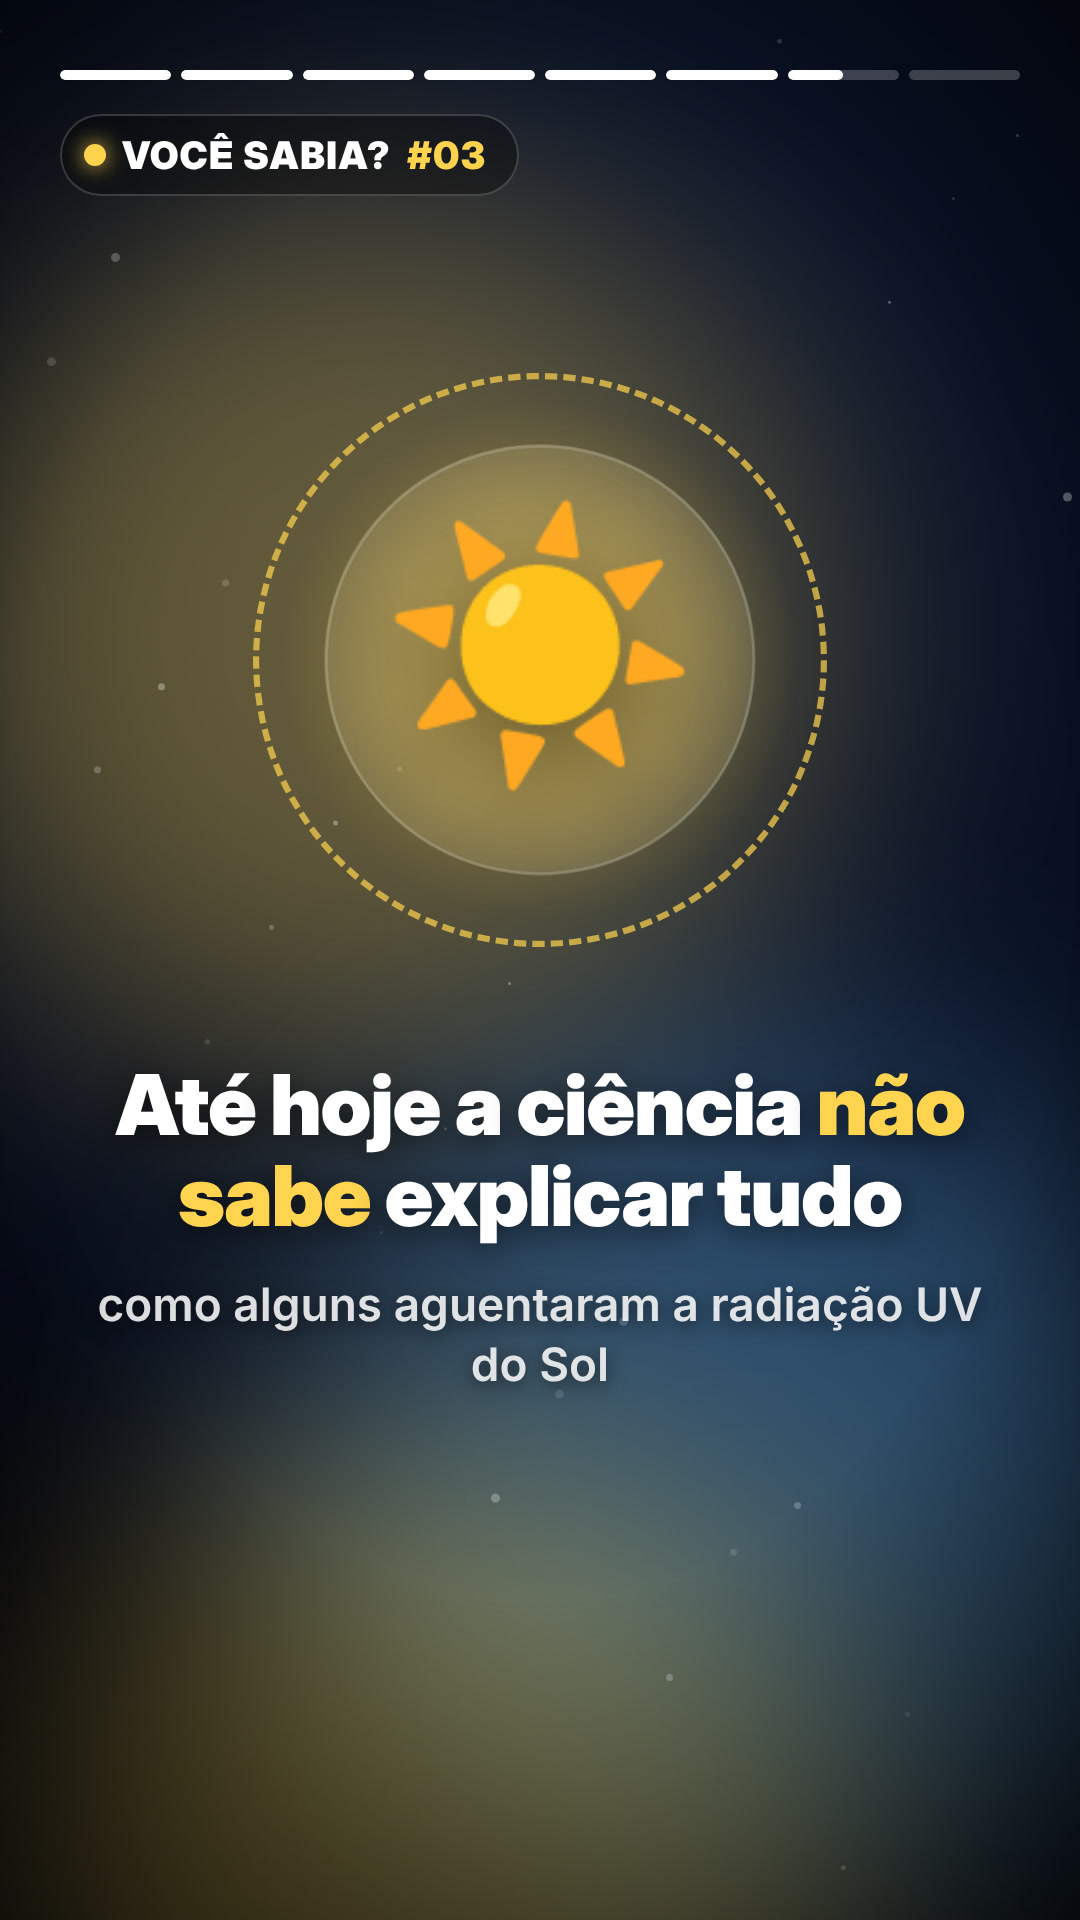 VOCÊ SABIA? #03
Até hoje a ciência não
sabe explicar tudo
como alguns aguentaram a radiação UV
do Sol